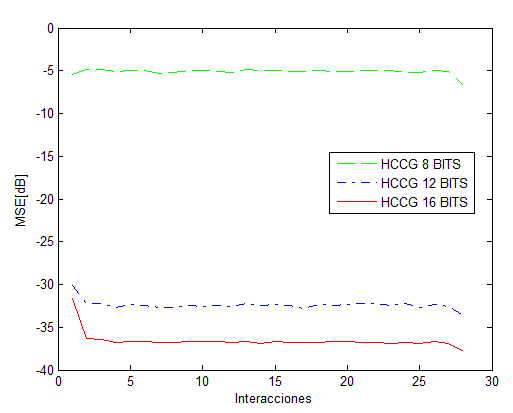 0
-5
-10
-15
-20
-25
-30
-35
-40
MSE[dB]
HCCG 8 BITS
HCCG 12 BITS
HCCG 16 BITS
0 5 10 15 20 25 30
Interacciones